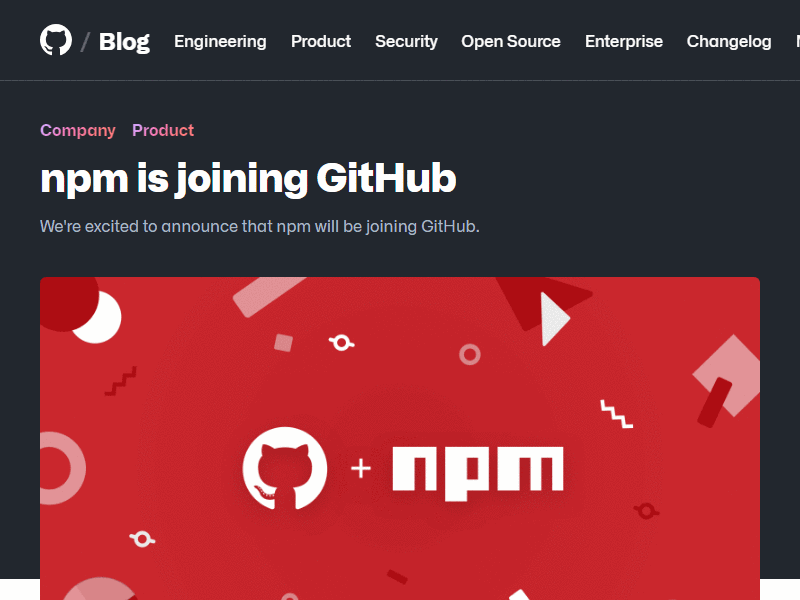 / Blog Engineering Product Security Open Source Enterprise Changelog
Company Product
npm is joining GitHub
We're excited to announce that npm will be joining GitHub.
+ npm